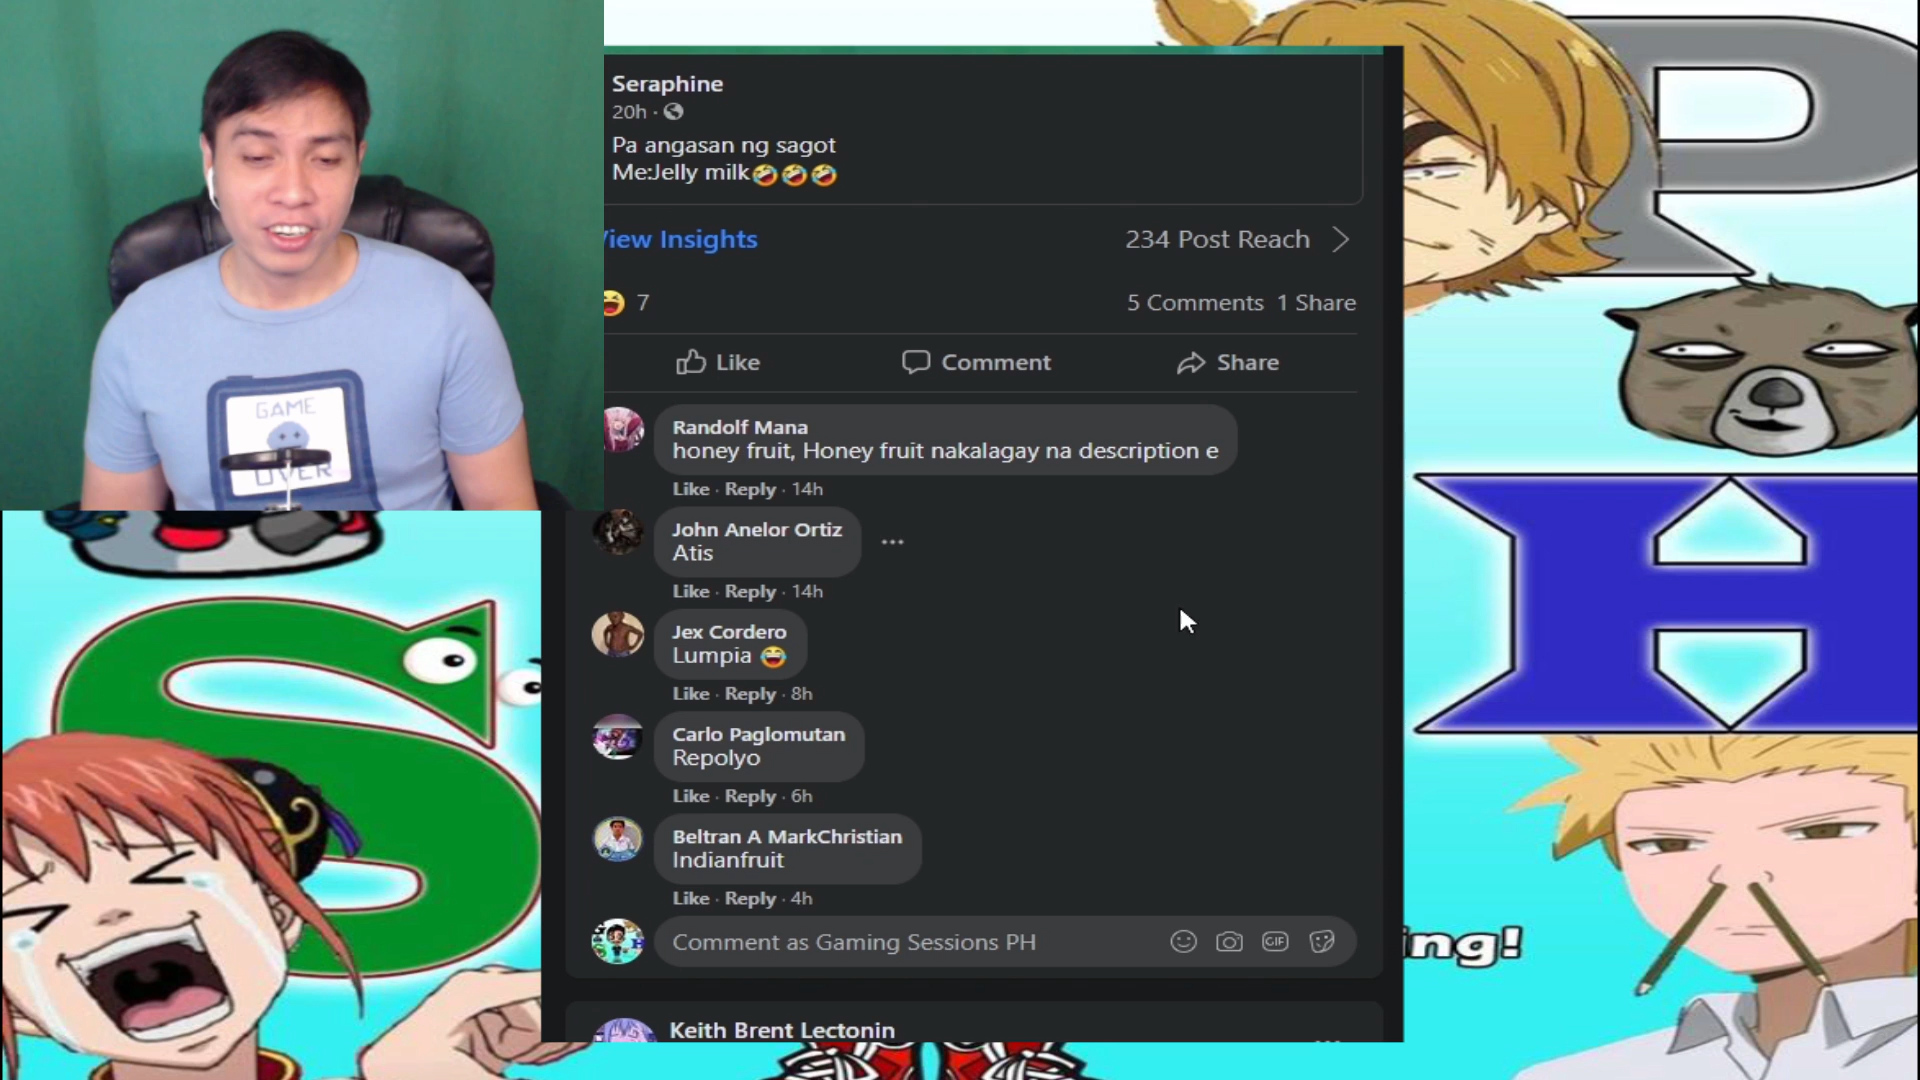 Seraphine
20h ·
Pa angasan ng sagot
Me:Jelly milk🤣🤣🤣
View Insights
234 Post Reach
7
5 Comments 1 Share
Like
Comment
Share
Randolf Mana
honey fruit, Honey fruit nakalagay na description e
Like · Reply · 14h
John Anelor Ortiz
Atis
Like · Reply · 14h
Jex Cordero
Lumpia 😂
Like · Reply · 8h
Carlo Paglomutan
Repolyo
Like · Reply · 6h
Beltran A MarkChristian
Indianfruit
Like · Reply · 4h
Comment as Gaming Sessions PH
GIF
Keith Brent Lectonin
GAME
OVER
P
H
S
ing!